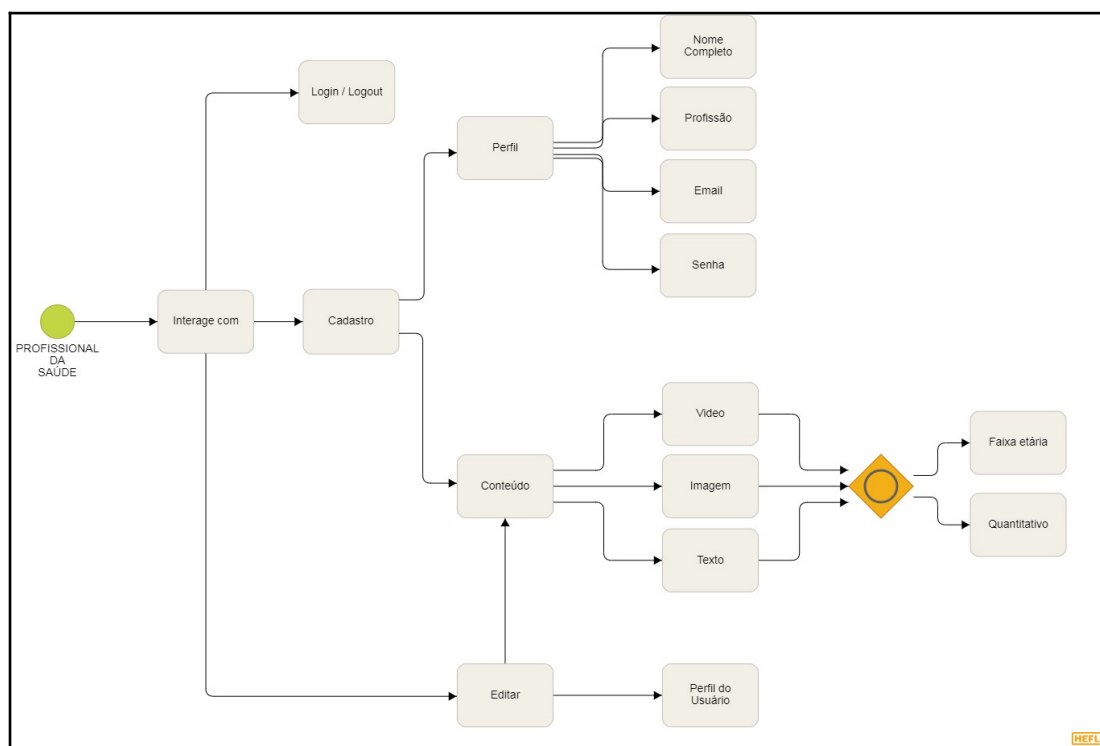 Nome
Completo
Login / Logout
Profissão
Perfil
Email
Senha
Interage com
Cadastro
PROFISSIONAL
DA
SAÚDE
Video
Faixa etária
Conteúdo
Imagem
Quantitativo
Texto
Editar
Perfil do
Usuário
HEFL